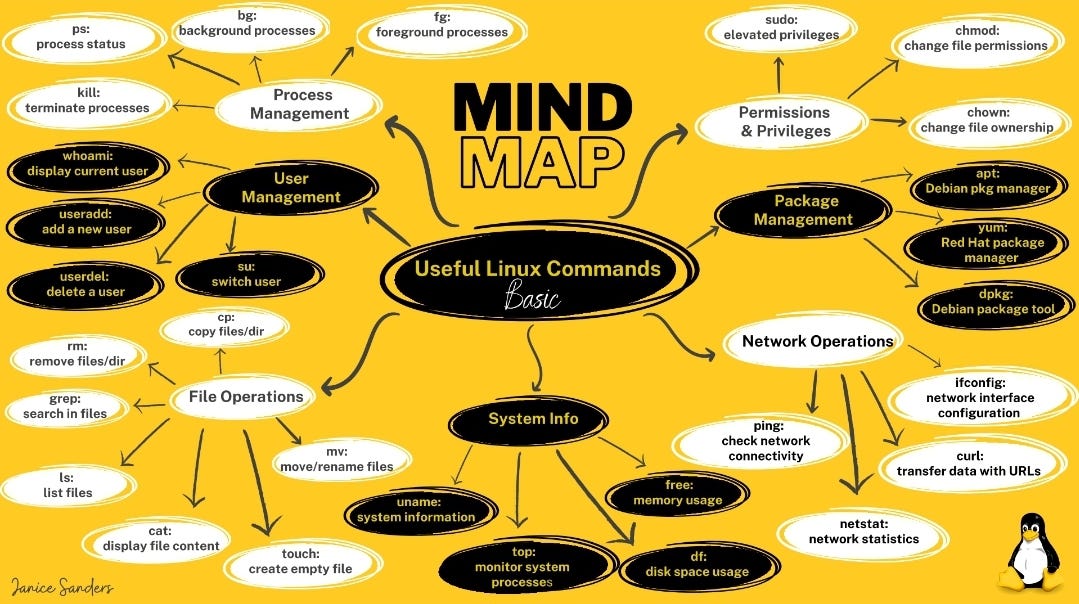 MIND
MAP
Useful Linux Commands
Basic
Process
Management
ps:
process status
bg:
background processes
fg:
foreground processes
kill:
terminate processes
Permissions
& Privileges
sudo:
elevated privileges
chmod:
change file permissions
chown:
change file ownership
User
Management
whoami:
display current user
useradd:
add a new user
userdel:
delete a user
su:
switch user
Package
Management
apt:
Debian pkg manager
yum:
Red Hat package
manager
dpkg:
Debian package tool
File Operations
cp:
copy files/dir
rm:
remove files/dir
grep:
search in files
ls:
list files
cat:
display file content
touch:
create empty file
mv:
move/rename files
System Info
uname:
system information
top:
monitor system
processes
df:
disk space usage
free:
memory usage
Network Operations
ifconfig:
network interface
configuration
ping:
check network
connectivity
curl:
transfer data with URLs
netstat:
network statistics
Janice Sanders